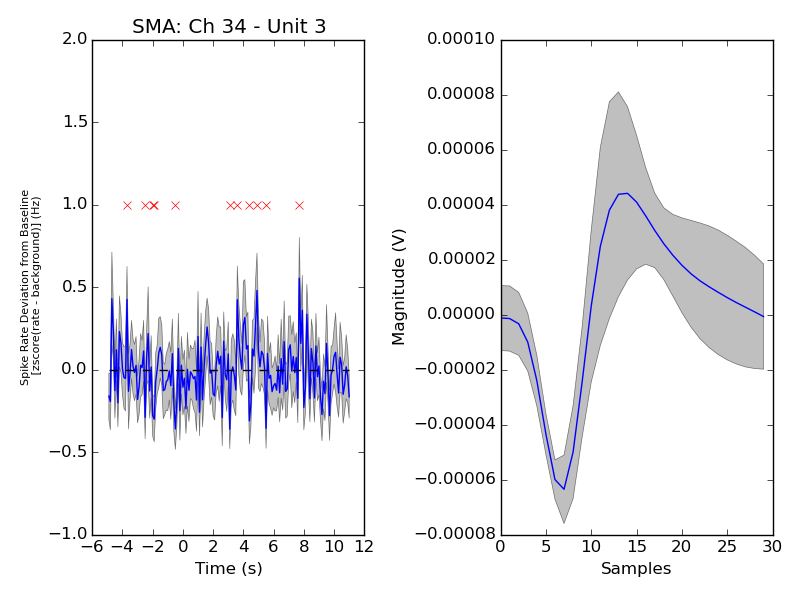 SMA: Ch 34 - Unit 3
2.0
1.5
1.0
0.5
0.0
−0.5
−1.0
−6 −4 −2 0 2 4 6 8 10 12
Time (s)
Spike Rate Deviation from Baseline
[zscore(rate - background)] (Hz)
0.00010
0.00008
0.00006
0.00004
0.00002
0.00000
−0.00002
−0.00004
−0.00006
−0.00008
0 5 10 15 20 25 30
Samples
Magnitude (V)